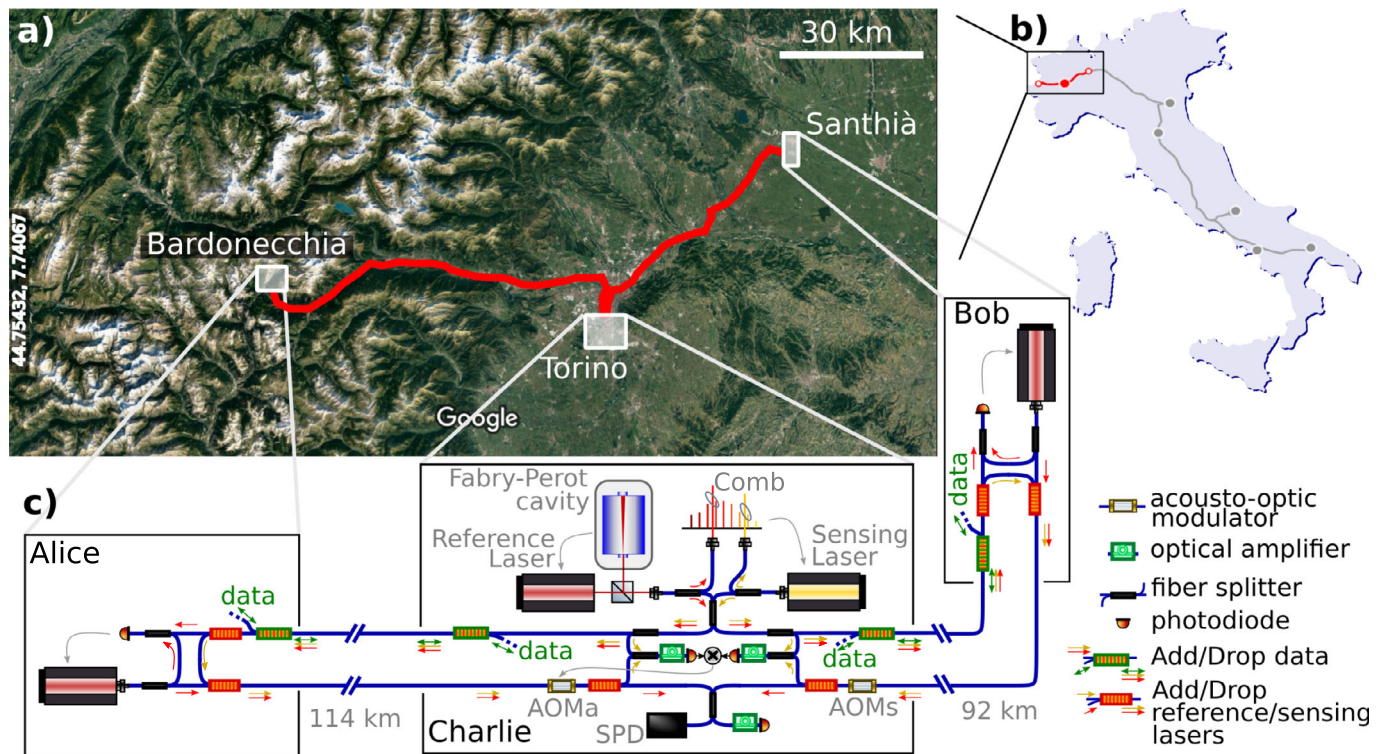 a)
30 km
b)
Santhià
Bardonecchia
44.75432, 7.74067
Torino
Google
Bob
data
c)
Fabry-Perot
cavity
Comb
Reference
Laser
Sensing
Laser
Alice
data
data
data
114 km
AOMa
AOMs
92 km
Charlie
SPD
acousto-optic
modulator
optical amplifier
fiber splitter
photodiode
Add/Drop data
Add/Drop
reference/sensing
lasers